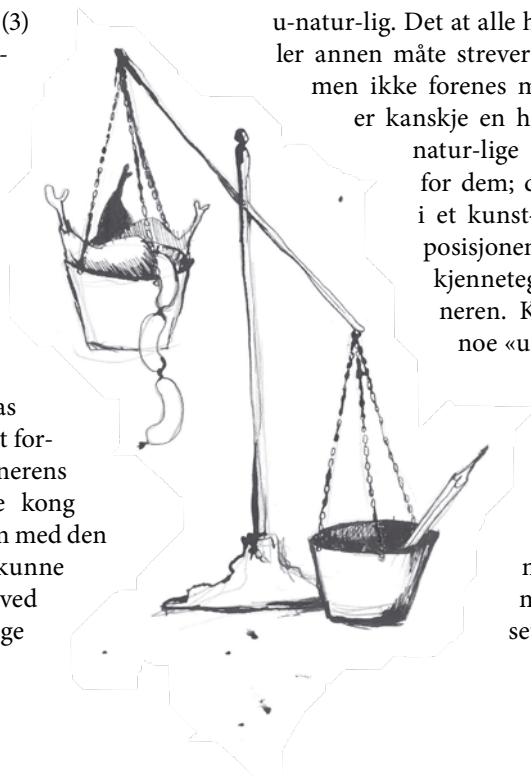 (3)
-
as
t for-
nerens
e kong
n med den
kunne
ved
ge
u-natur-lig. Det at alle h
ler annen måte strever
men ikke forenes m
er kanskje en h
natur-lige
for dem; d
i et kunst-
posisjonen
kjenneteg
neren. K
noe «u
n
n
se